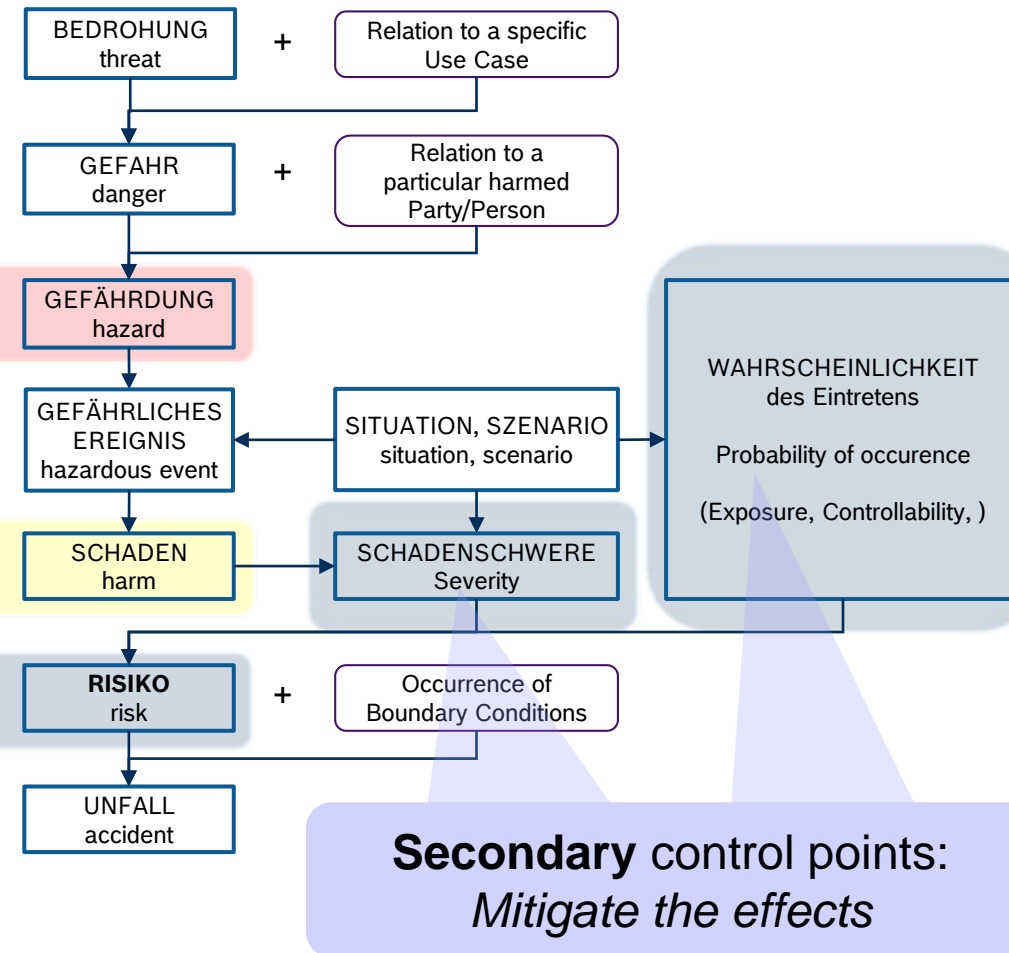 BEDROHUNG
threat
+
Relation to a specific
Use Case
GEFAHR
danger
+
Relation to a
particular harmed
Party/Person
GEFÄHRDUNG
hazard
GEFÄHRLICHES
EREIGNIS
hazardous event
SITUATION, SZENARIO
situation, scenario
WAHRSCHEINLICHKEIT
des Eintretens
Probability of occurence
(Exposure, Controllability, )
SCHADEN
harm
SCHADENSCHWERE
Severity
RISIKO
risk
+
Occurrence of
Boundary Conditions
UNFALL
accident
Secondary control points:
Mitigate the effects